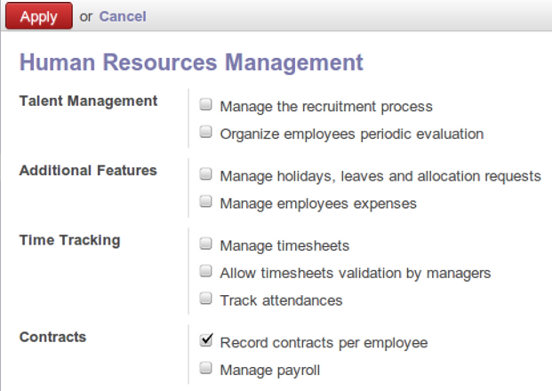 Apply or Cancel
Human Resources Management
Talent Management
Manage the recruitment process
Organize employees periodic evaluation
Additional Features
Manage holidays, leaves and allocation requests
Manage employees expenses
Time Tracking
Manage timesheets
Allow timesheets validation by managers
Track attendances
Contracts
Record contracts per employee
Manage payroll